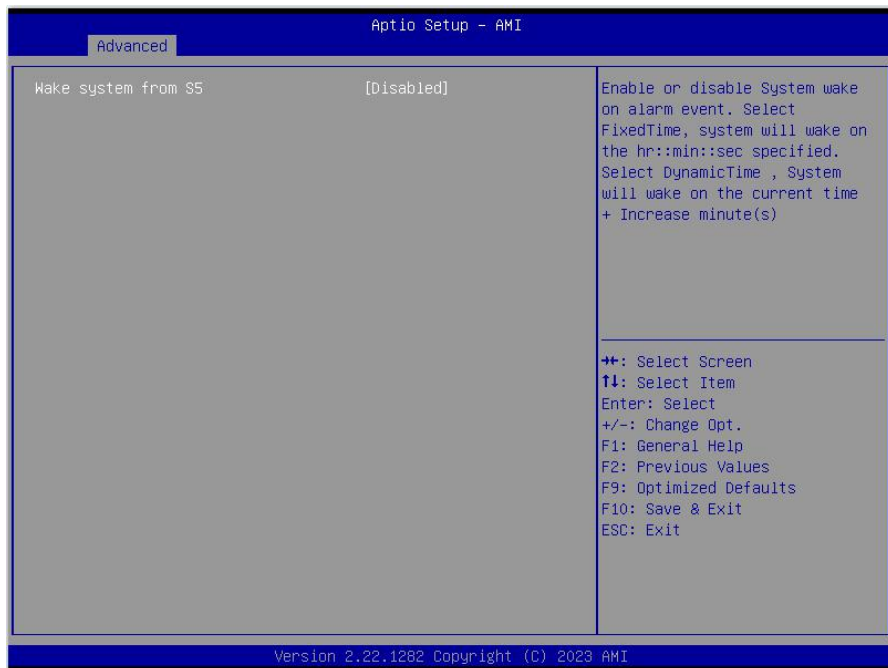 Aptio Setup – AMI
Advanced
Wake system from S5 [Disabled]
Enable or disable System wake
on alarm event. Select
FixedTime, system will wake on
the hr::min::sec specified.
Select DynamicTime , System
will wake on the current time
+ Increase minute(s)
→←: Select Screen
↑↓: Select Item
Enter: Select
+/-: Change Opt.
F1: General Help
F2: Previous Values
F9: Optimized Defaults
F10: Save & Exit
ESC: Exit
Version 2.22.1282 Copyright (C) 2023 AMI